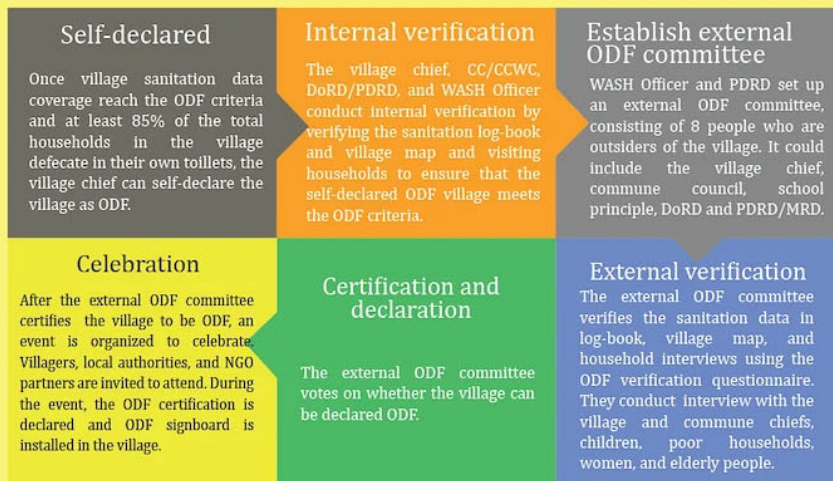 Self-declared
Once village sanitation data
coverage reach the ODF criteria
and at least 85% of the total
households in the village
defecate in their own toillets, the
village chief can self-declare the
village as ODF.
Internal verification
The village chief, CC/CCWC,
DoRD/PDRD, and WASH Officer
conduct internal verification by
verifying the sanitation log-book
and village map and visiting
households to ensure that the
self-declared ODF village meets
the ODF criteria.
Establish external
ODF committee
WASH Officer and PDRD set up
an external ODF committee,
consisting of 8 people who are
outsiders of the village. It could
include the village chief,
commune council, school
principle, DoRD and PDRD/MRD.
Celebration
After the external ODF committee
certifies the village to be ODF, an
event is organized to celebrate.
Villagers, local authorities, and NGO
partners are invited to attend. During
the event, the ODF certification is
declared and ODF signboard is
installed in the village.
Certification and
declaration
The external ODF committee
votes on whether the village can
be declared ODF.
External verification
The external ODF committee
verifies the sanitation data in
log-book, village map, and
household interviews using the
ODF verification questionnaire.
They conduct interview with the
village and commune chiefs,
children, poor households,
women, and elderly people.